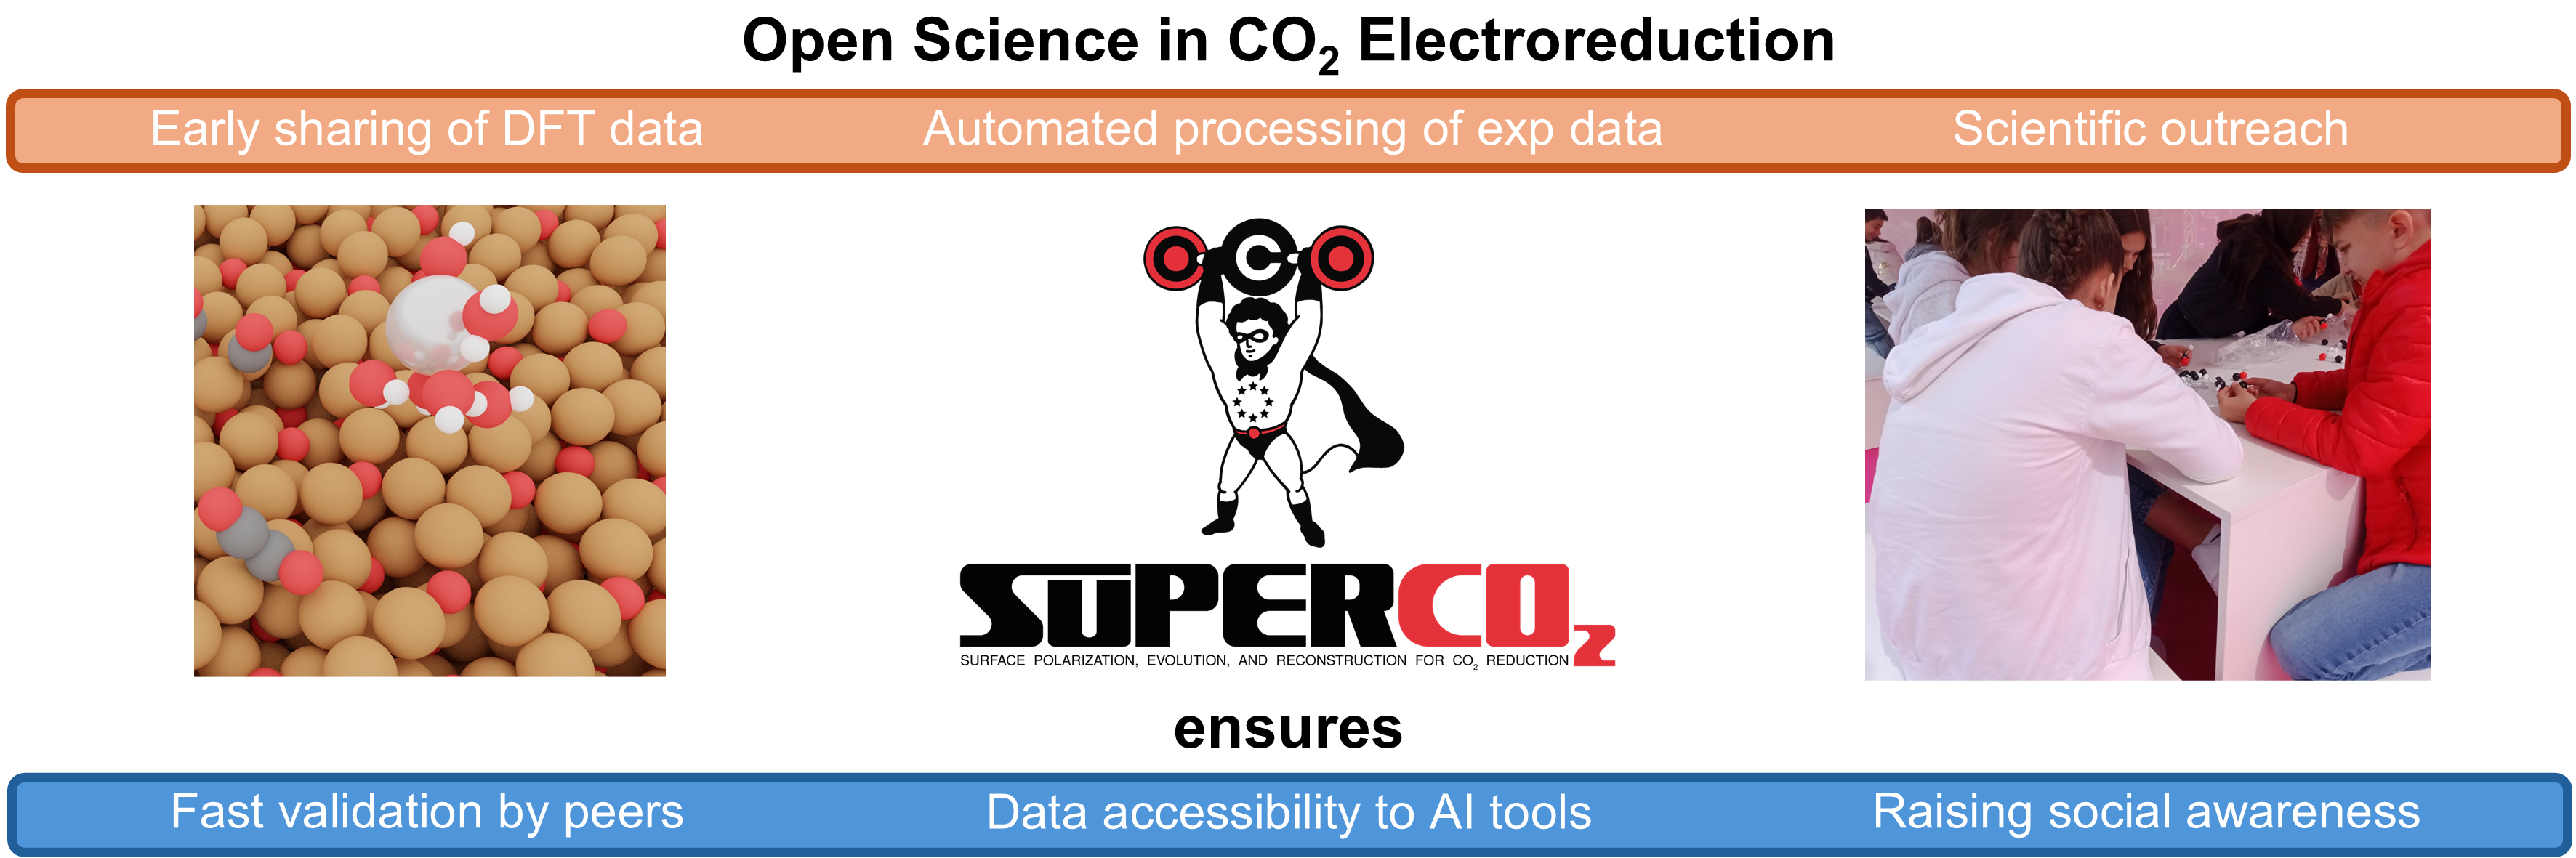 Open Science in CO₂ Electroreduction
Early sharing of DFT data
Automated processing of exp data
Scientific outreach
O C O
SUPERCO₂
SURFACE POLARIZATION, EVOLUTION, AND RECONSTRUCTION FOR CO₂ REDUCTION
ensures
Fast validation by peers
Data accessibility to AI tools
Raising social awareness